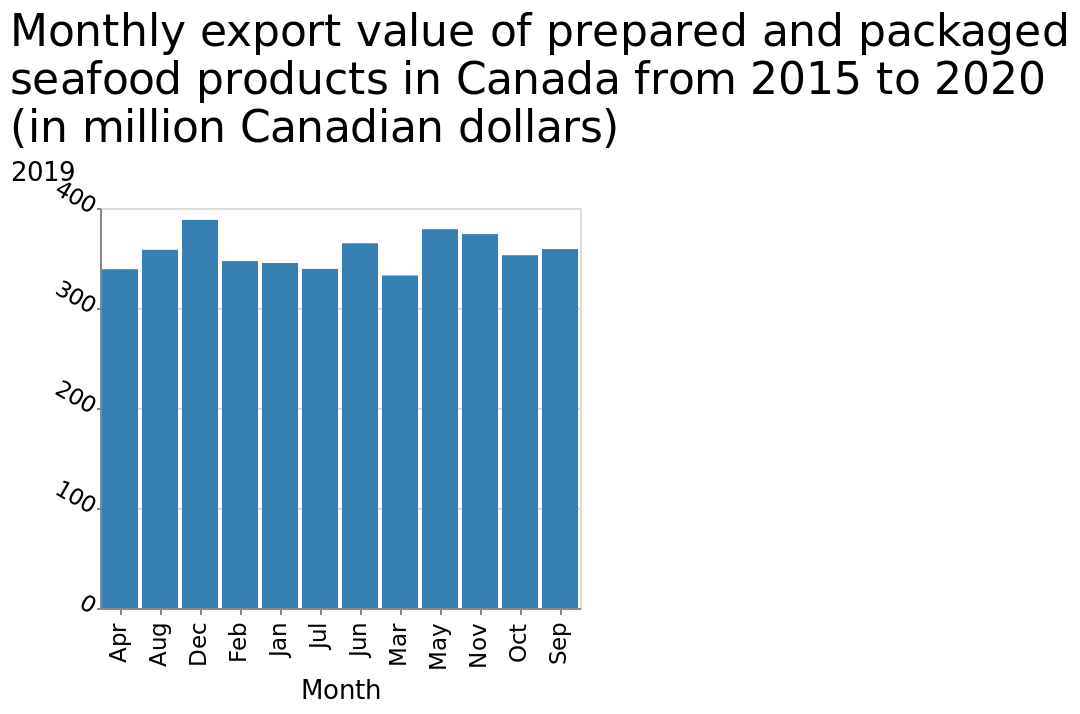 Monthly export value of prepared and packaged
seafood products in Canada from 2015 to 2020
(in million Canadian dollars)
2019
400
300
200
100
0
Apr
Aug
Dec
Feb
Jan
Jul
Jun
Mar
May
Nov
Oct
Sep
Month